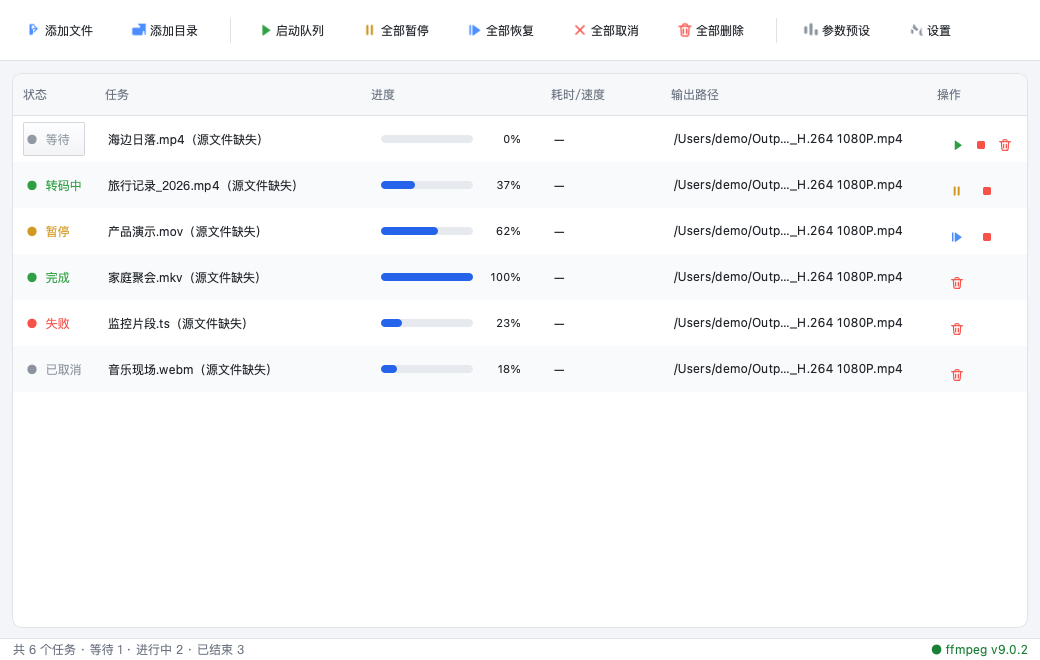 添加文件 添加目录 启动队列 全部暂停 全部恢复 全部取消 全部删除 参数预设 设置
状态 任务 进度 耗时/速度 输出路径 操作
等待 海边日落.mp4（源文件缺失） 0% — /Users/demo/Outp..._H.264 1080P.mp4
转码中 旅行记录_2026.mp4（源文件缺失） 37% — /Users/demo/Outp..._H.264 1080P.mp4
暂停 产品演示.mov（源文件缺失） 62% — /Users/demo/Outp..._H.264 1080P.mp4
完成 家庭聚会.mkv（源文件缺失） 100% — /Users/demo/Outp..._H.264 1080P.mp4
失败 监控片段.ts（源文件缺失） 23% — /Users/demo/Outp..._H.264 1080P.mp4
已取消 音乐现场.webm（源文件缺失） 18% — /Users/demo/Outp..._H.264 1080P.mp4
共 6 个任务 · 等待 1 · 进行中 2 · 已结束 3 ffmpeg v9.0.2